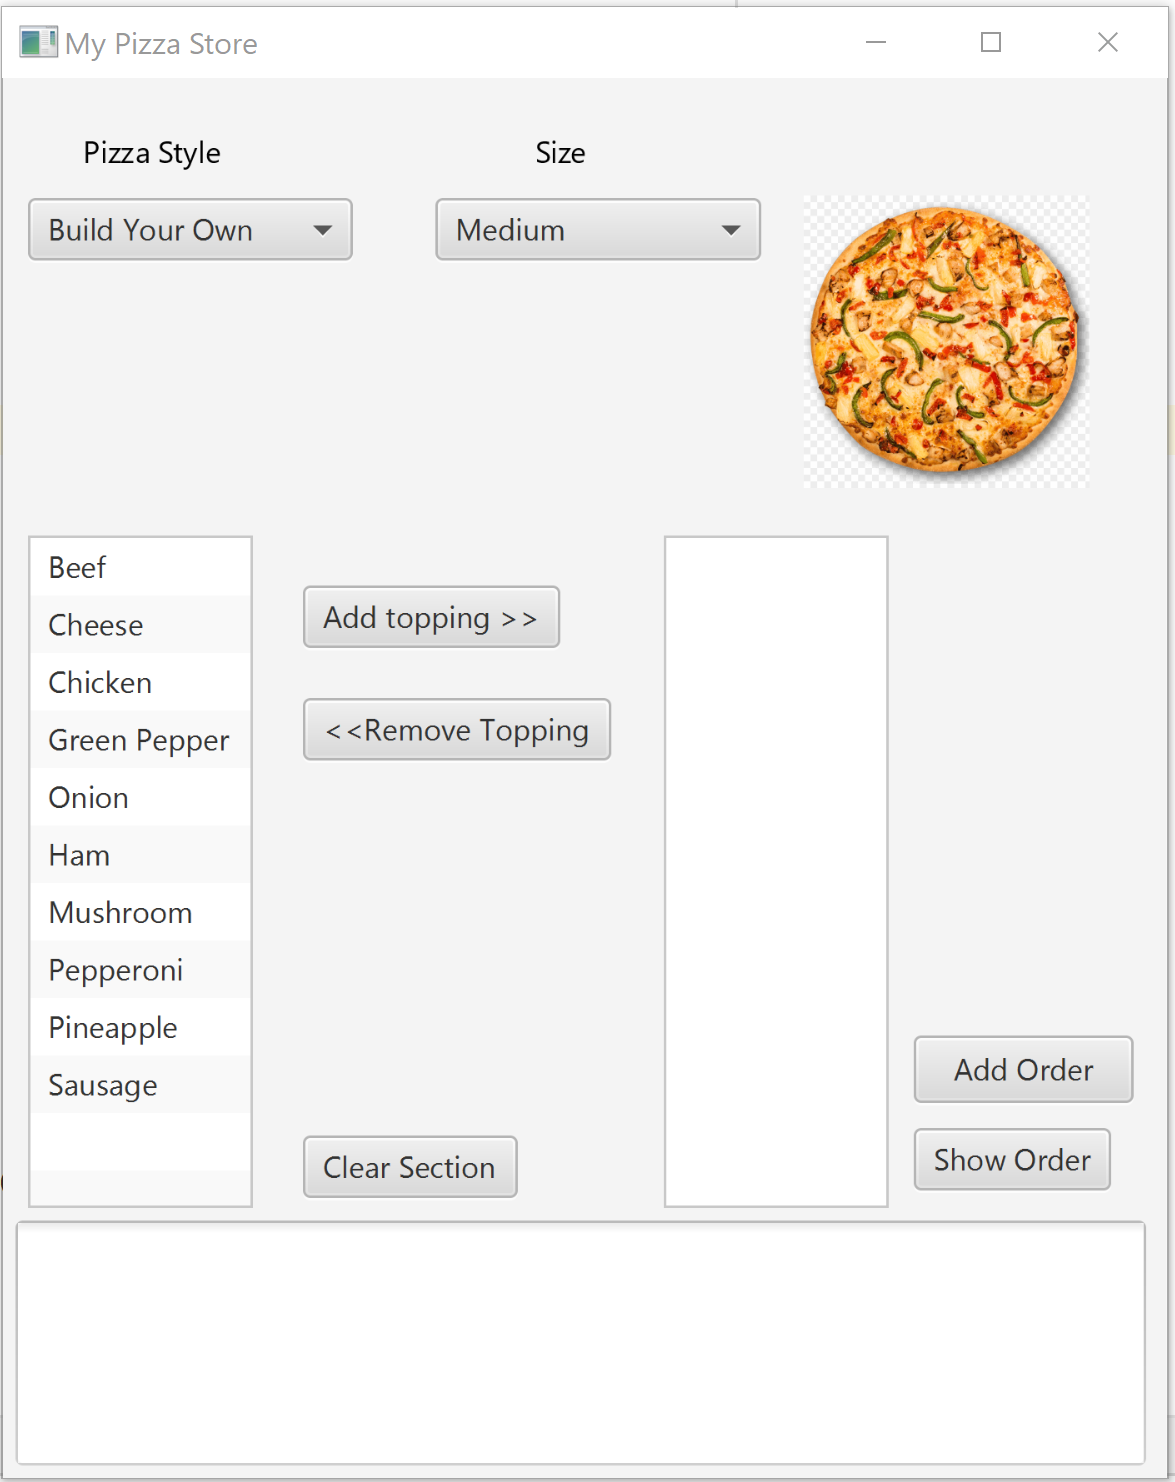 My Pizza Store
Pizza Style
Size
Build Your Own
Medium
Beef
Cheese
Chicken
Green Pepper
Onion
Ham
Mushroom
Pepperoni
Pineapple
Sausage
Add topping >>
<<Remove Topping
Clear Section
Add Order
Show Order